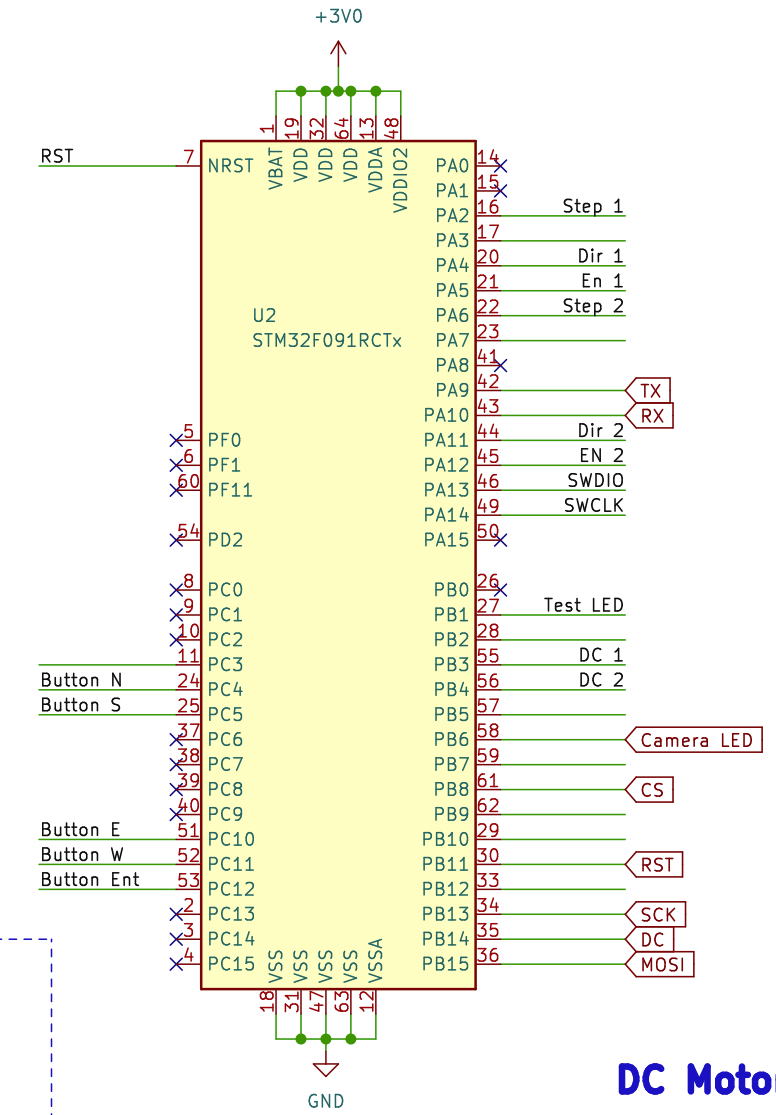 +3V0
1 19 32 64 13 48
VBAT VDD VDD VDD VDDA VDDIO2
RST 7 NRST PA0 14
PA1 15
PA2 16 Step 1
PA3 17
PA4 20 Dir 1
PA5 21 En 1
U2 PA6 22 Step 2
STM32F091RCTx PA7 23
PA8 41
PA9 42 TX
PA10 43 RX
5 PF0 PA11 44 Dir 2
6 PF1 PA12 45 EN 2
60 PF11 PA13 46 SWDIO
PA14 49 SWCLK
54 PD2 PA15 50
8 PC0 PB0 26
9 PC1 PB1 27 Test LED
10 PC2 PB2 28
11 PC3 PB3 55 DC 1
Button N 24 PC4 PB4 56 DC 2
Button S 25 PC5 PB5 57
37 PC6 PB6 58 Camera LED
38 PC7 PB7 59
39 PC8 PB8 61 CS
40 PC9 PB9 62
Button E 51 PC10 PB10 29
Button W 52 PC11 PB11 30 RST
Button Ent 53 PC12 PB12 33
2 PC13 PB13 34 SCK
3 PC14 PB14 35 DC
4 PC15 PB15 36 MOSI
VSS VSS VSS VSS VSSA
18 31 47 63 12
GND
DC Motor